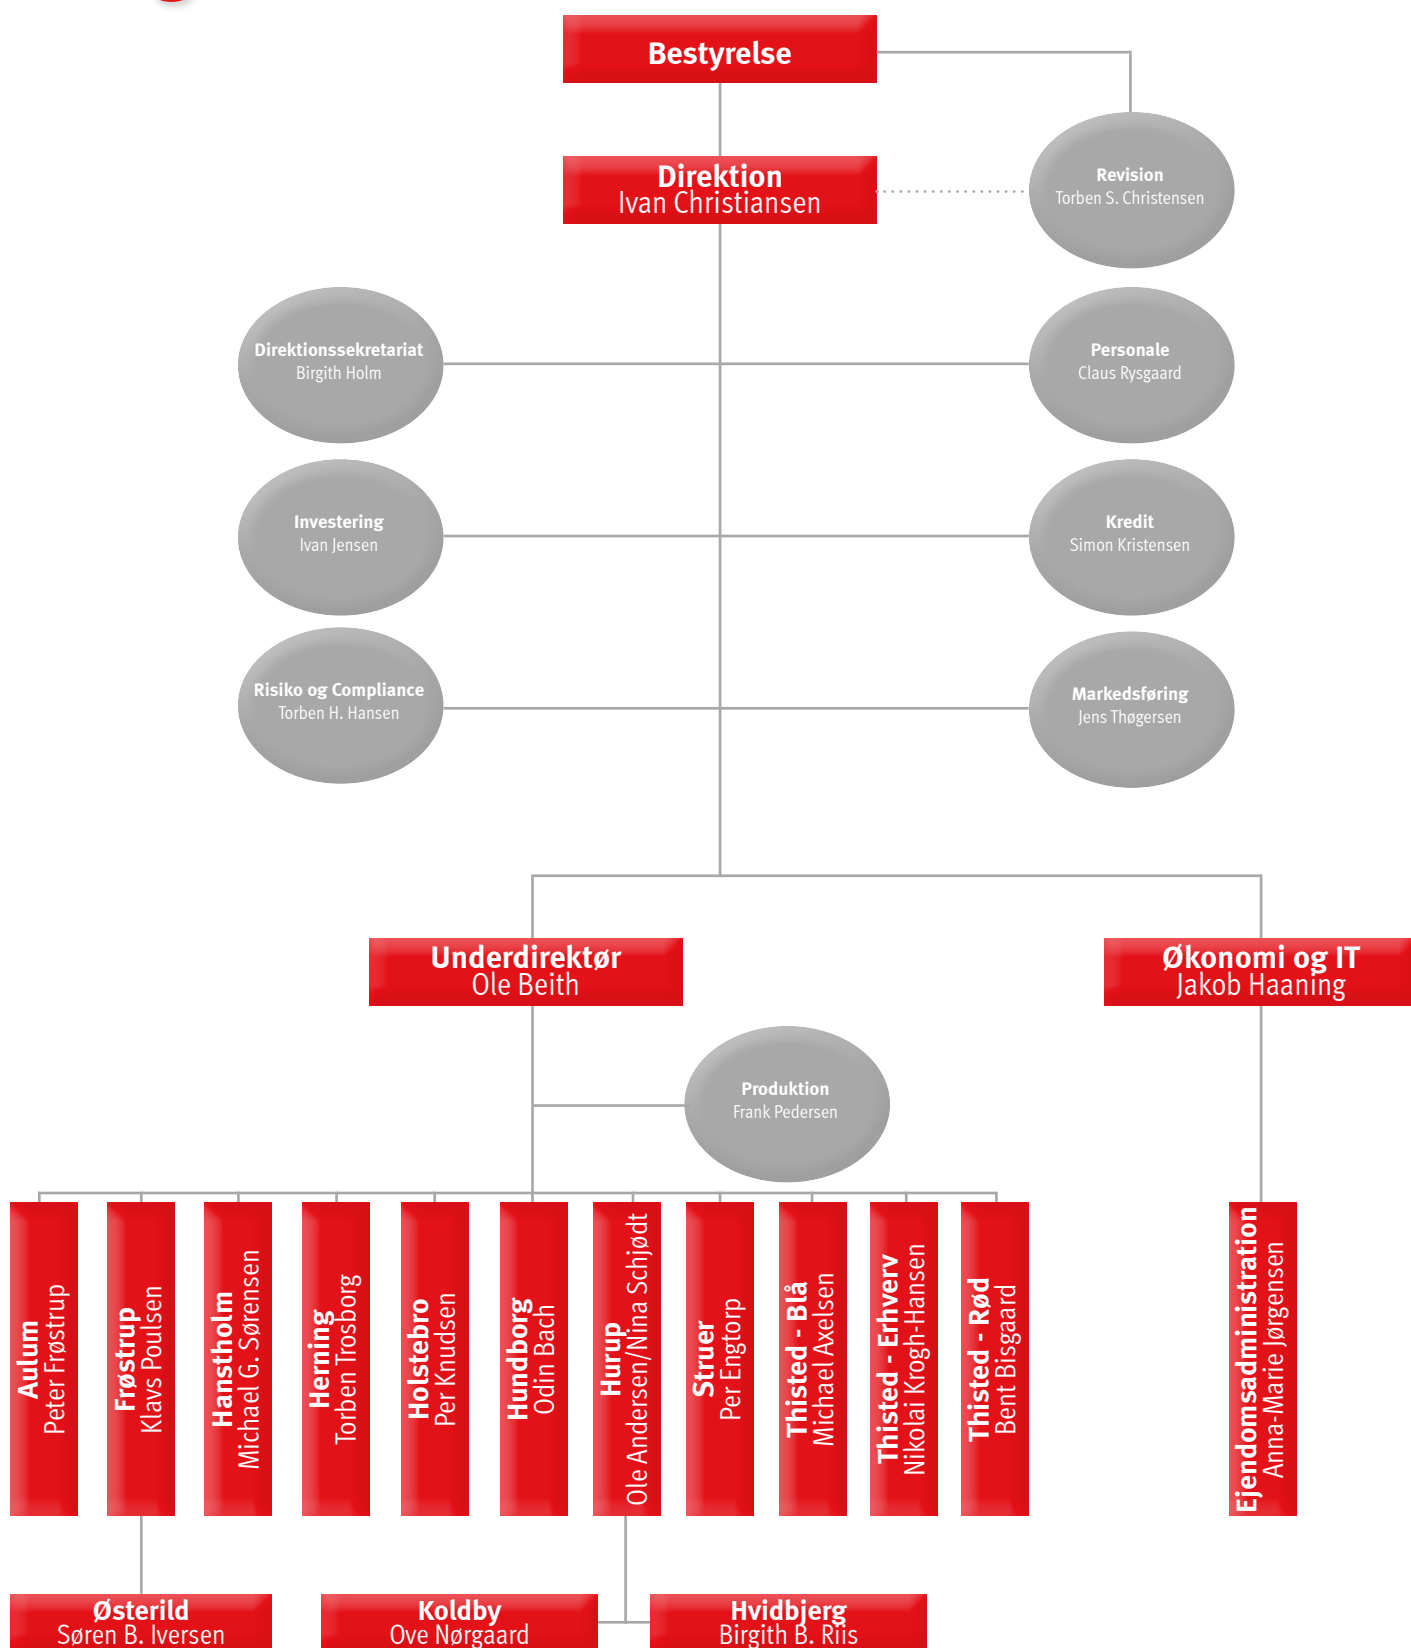 Bestyrelse
Direktion
Ivan Christiansen
Revision
Torben S. Christensen
Direktionssekretariat
Birgith Holm
Personale
Claus Rysgaard
Investering
Ivan Jensen
Kredit
Simon Kristensen
Risiko og Compliance
Torben H. Hansen
Markedsføring
Jens Thøgersen
Underdirektør
Ole Beith
Økonomi og IT
Jakob Haaning
Produktion
Frank Pedersen
Aulum
Peter Frøstrup
Frøstrup
Klavs Poulsen
Hanstholm
Michael G. Sørensen
Herning
Torben Trosborg
Holstebro
Per Knudsen
Hundborg
Odin Bach
Hurup
Ole Andersen/Nina Schjødt
Struer
Per Engtorp
Thisted - Blå
Michael Axelsen
Thisted - Erhverv
Nikolai Krogh-Hansen
Thisted - Rød
Bent Bisgaard
Ejendomsadministration
Anna-Marie Jørgensen
Østerild
Søren B. Iversen
Koldby
Ove Nørgaard
Hvidbjerg
Birgith B. Riis